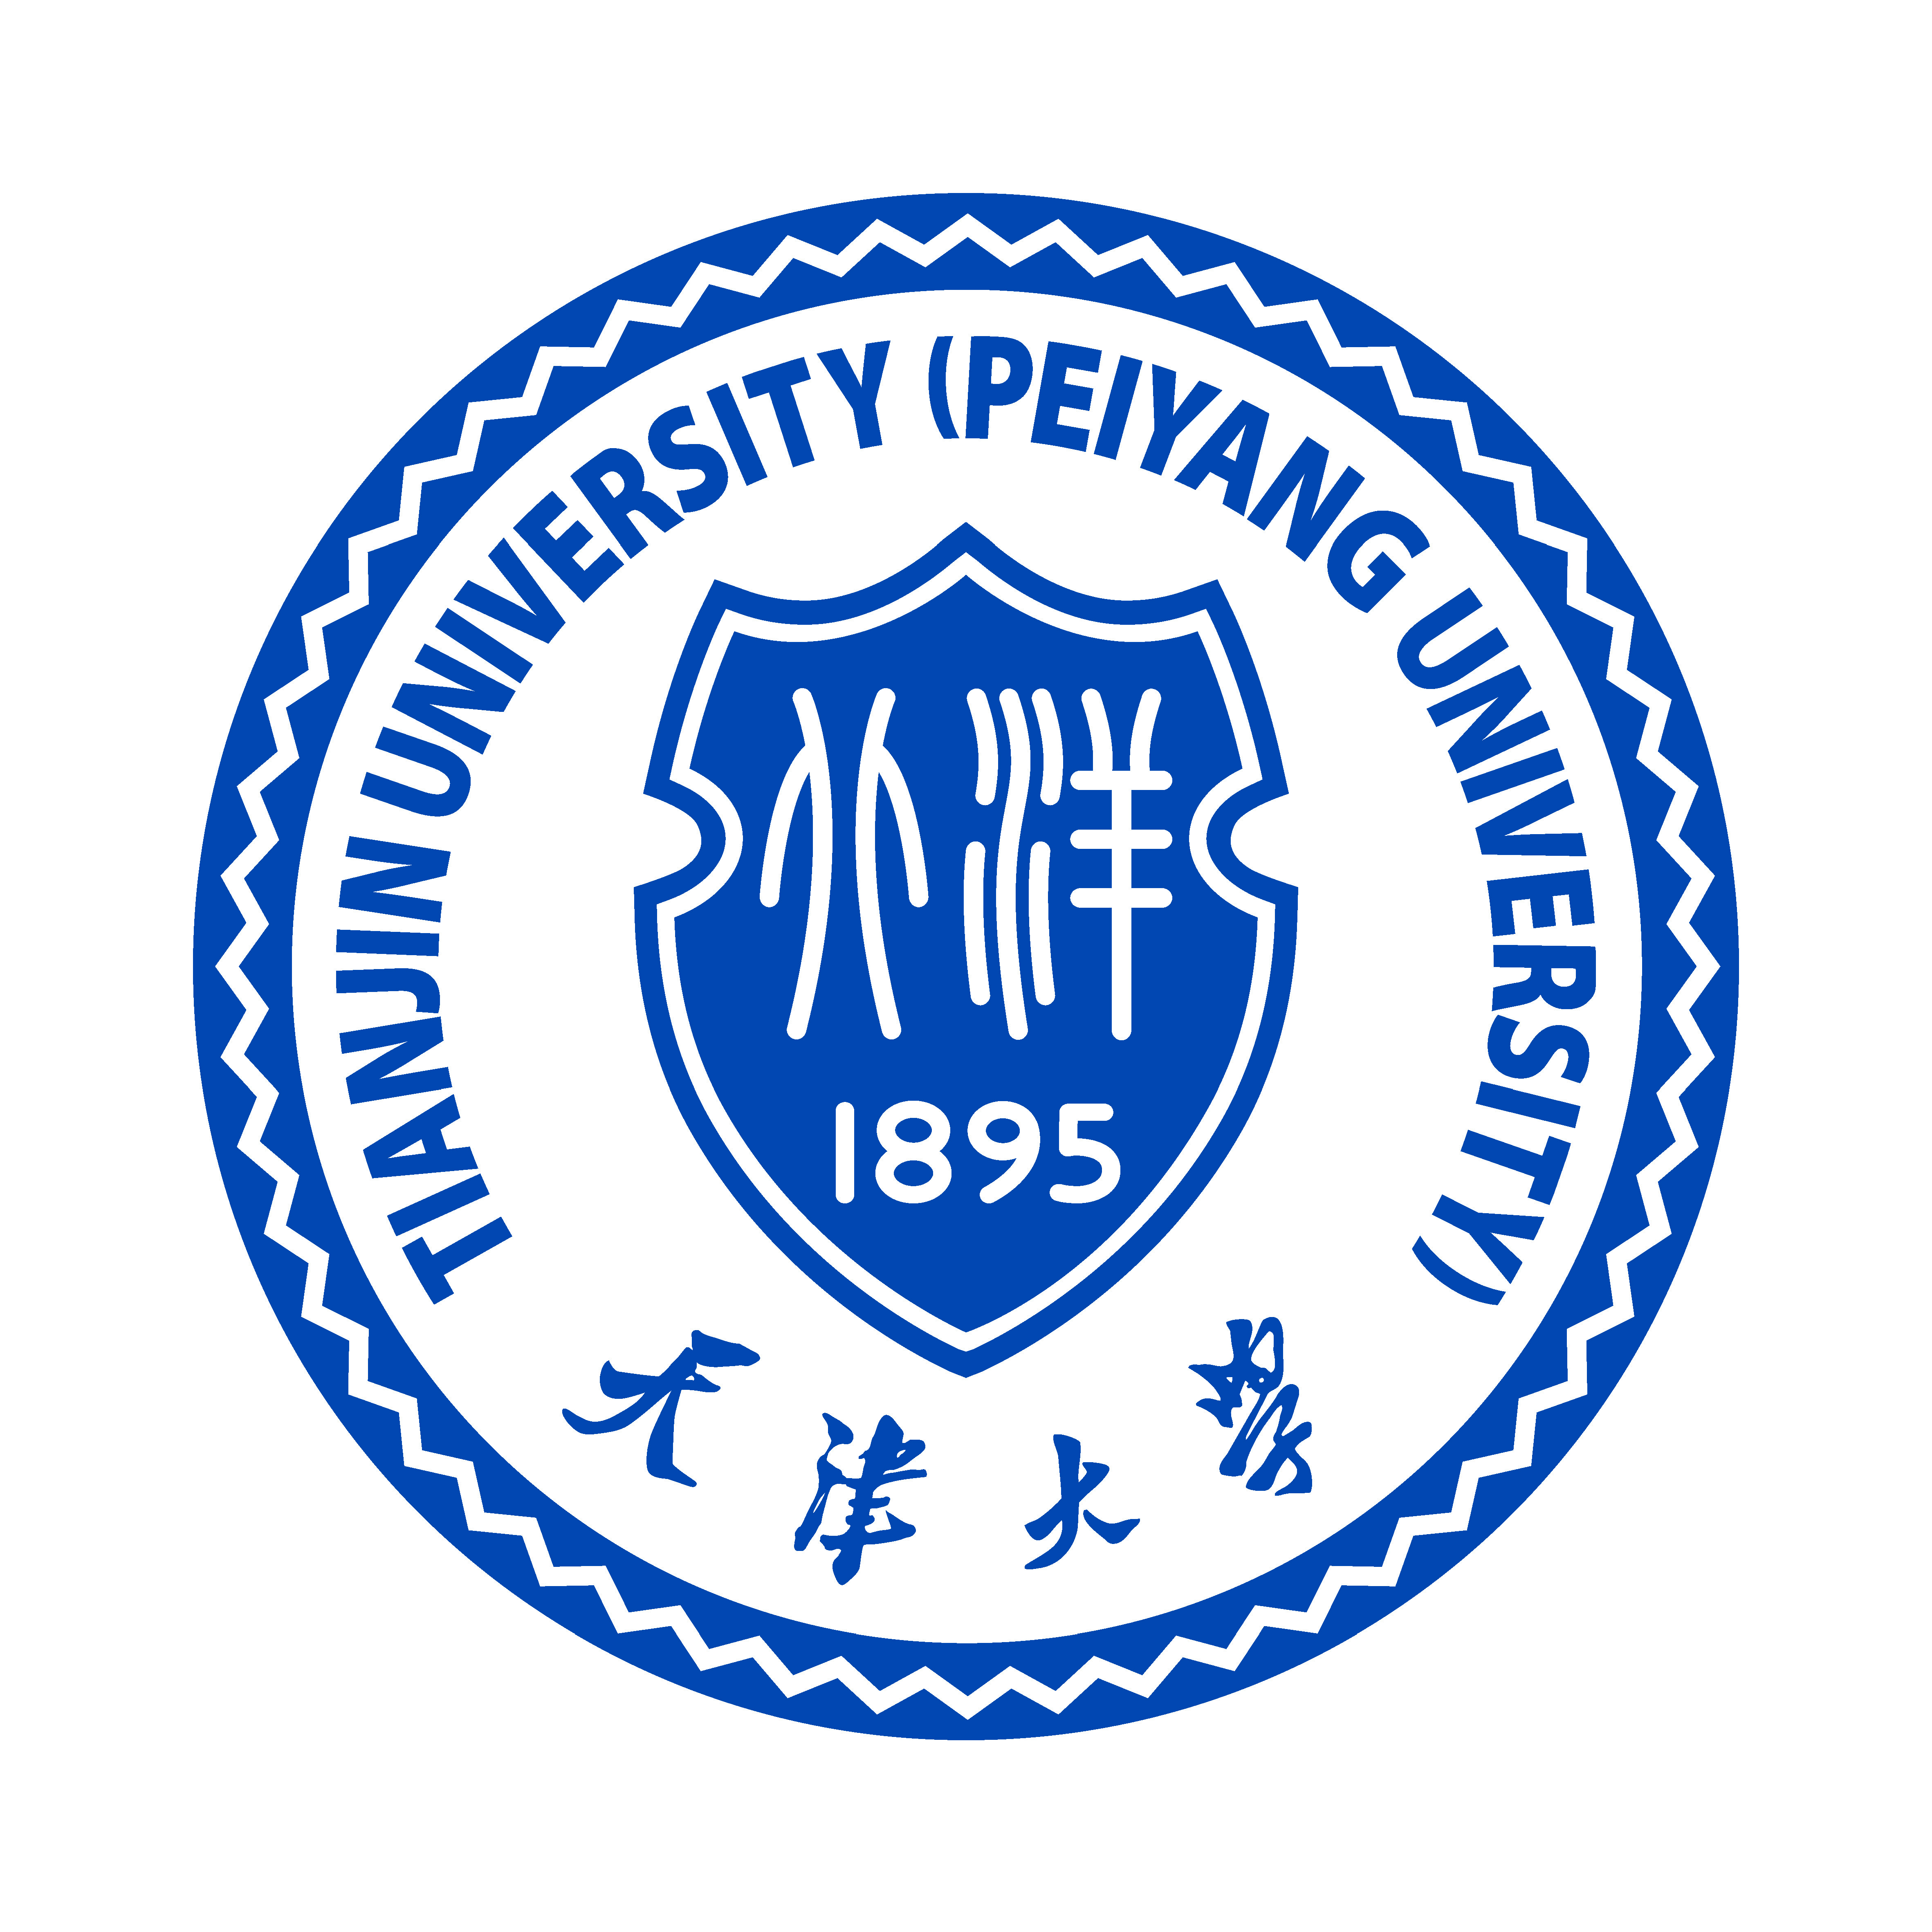 TIANJIN UNIVERSITY (PEIYANG UNIVERSITY)
北洋
1895
天津大学